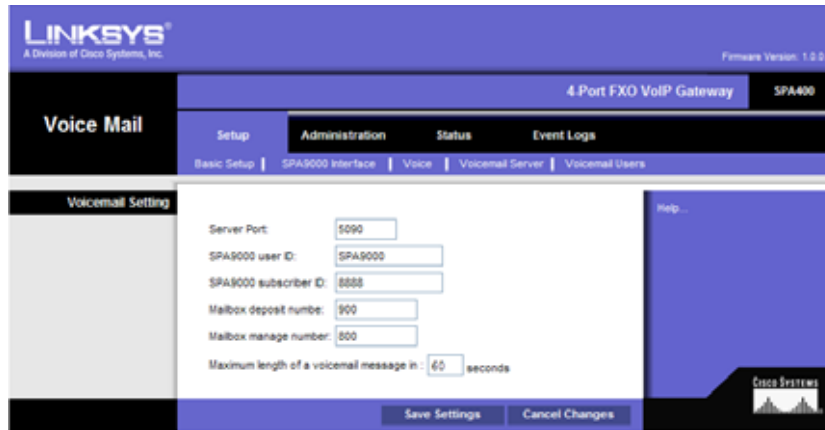 LINKSYS®
A Division of Cisco Systems, Inc.
Firmware Version: 1.0.0
4-Port FXO VoIP Gateway SPA400
Voice Mail
Setup Administration Status Event Logs
Basic Setup | SPA9000 Interface | Voice | Voicemail Server | Voicemail Users
Voicemail Setting
Help...
Server Port: 5090
SPA9000 user ID: SPA9000
SPA9000 subscriber ID: 8888
Mailbox deposit numbe: 900
Mailbox manage number: 800
Maximum length of a voicemail message in : 60 seconds
Save Settings Cancel Changes
CISCO SYSTEMS